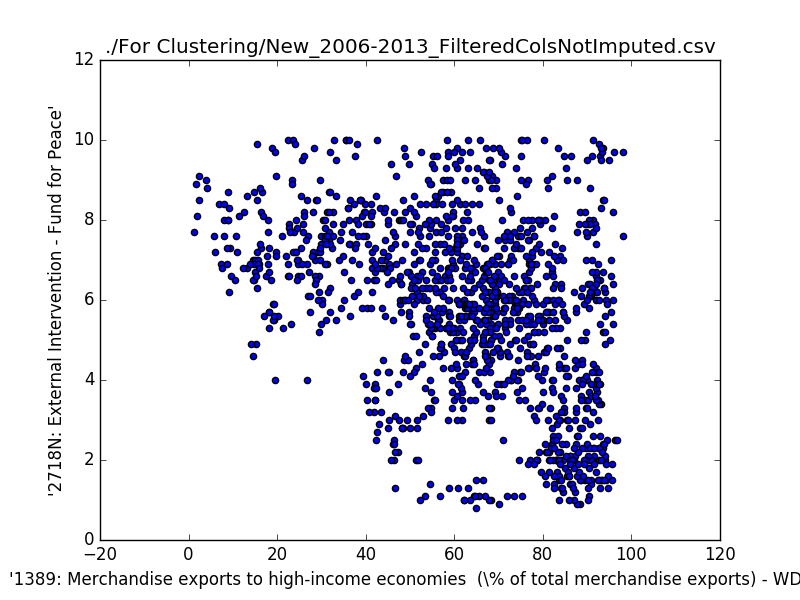 ./For Clustering/New_2006-2013_FilteredColsNotImputed.csv
12
10
8
6
4
2
0
'2718N: External Intervention - Fund for Peace'
−20 0 20 40 60 80 100 120
'1389: Merchandise exports to high-income economies (\% of total merchandise exports) - WD